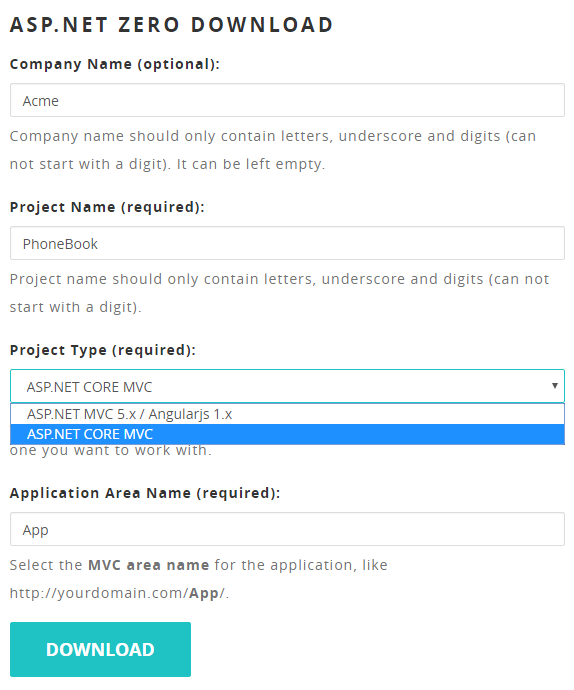 ASP.NET ZERO DOWNLOAD
Company Name (optional):
Acme
Company name should only contain letters, underscore and digits (can
not start with a digit). It can be left empty.
Project Name (required):
PhoneBook
Project name should only contain letters, underscore and digits (can not
start with a digit).
Project Type (required):
ASP.NET CORE MVC
ASP.NET MVC 5.x / Angularjs 1.x
ASP.NET CORE MVC
one you want to work with.
Application Area Name (required):
App
Select the MVC area name for the application, like
http://yourdomain.com/App/.
DOWNLOAD